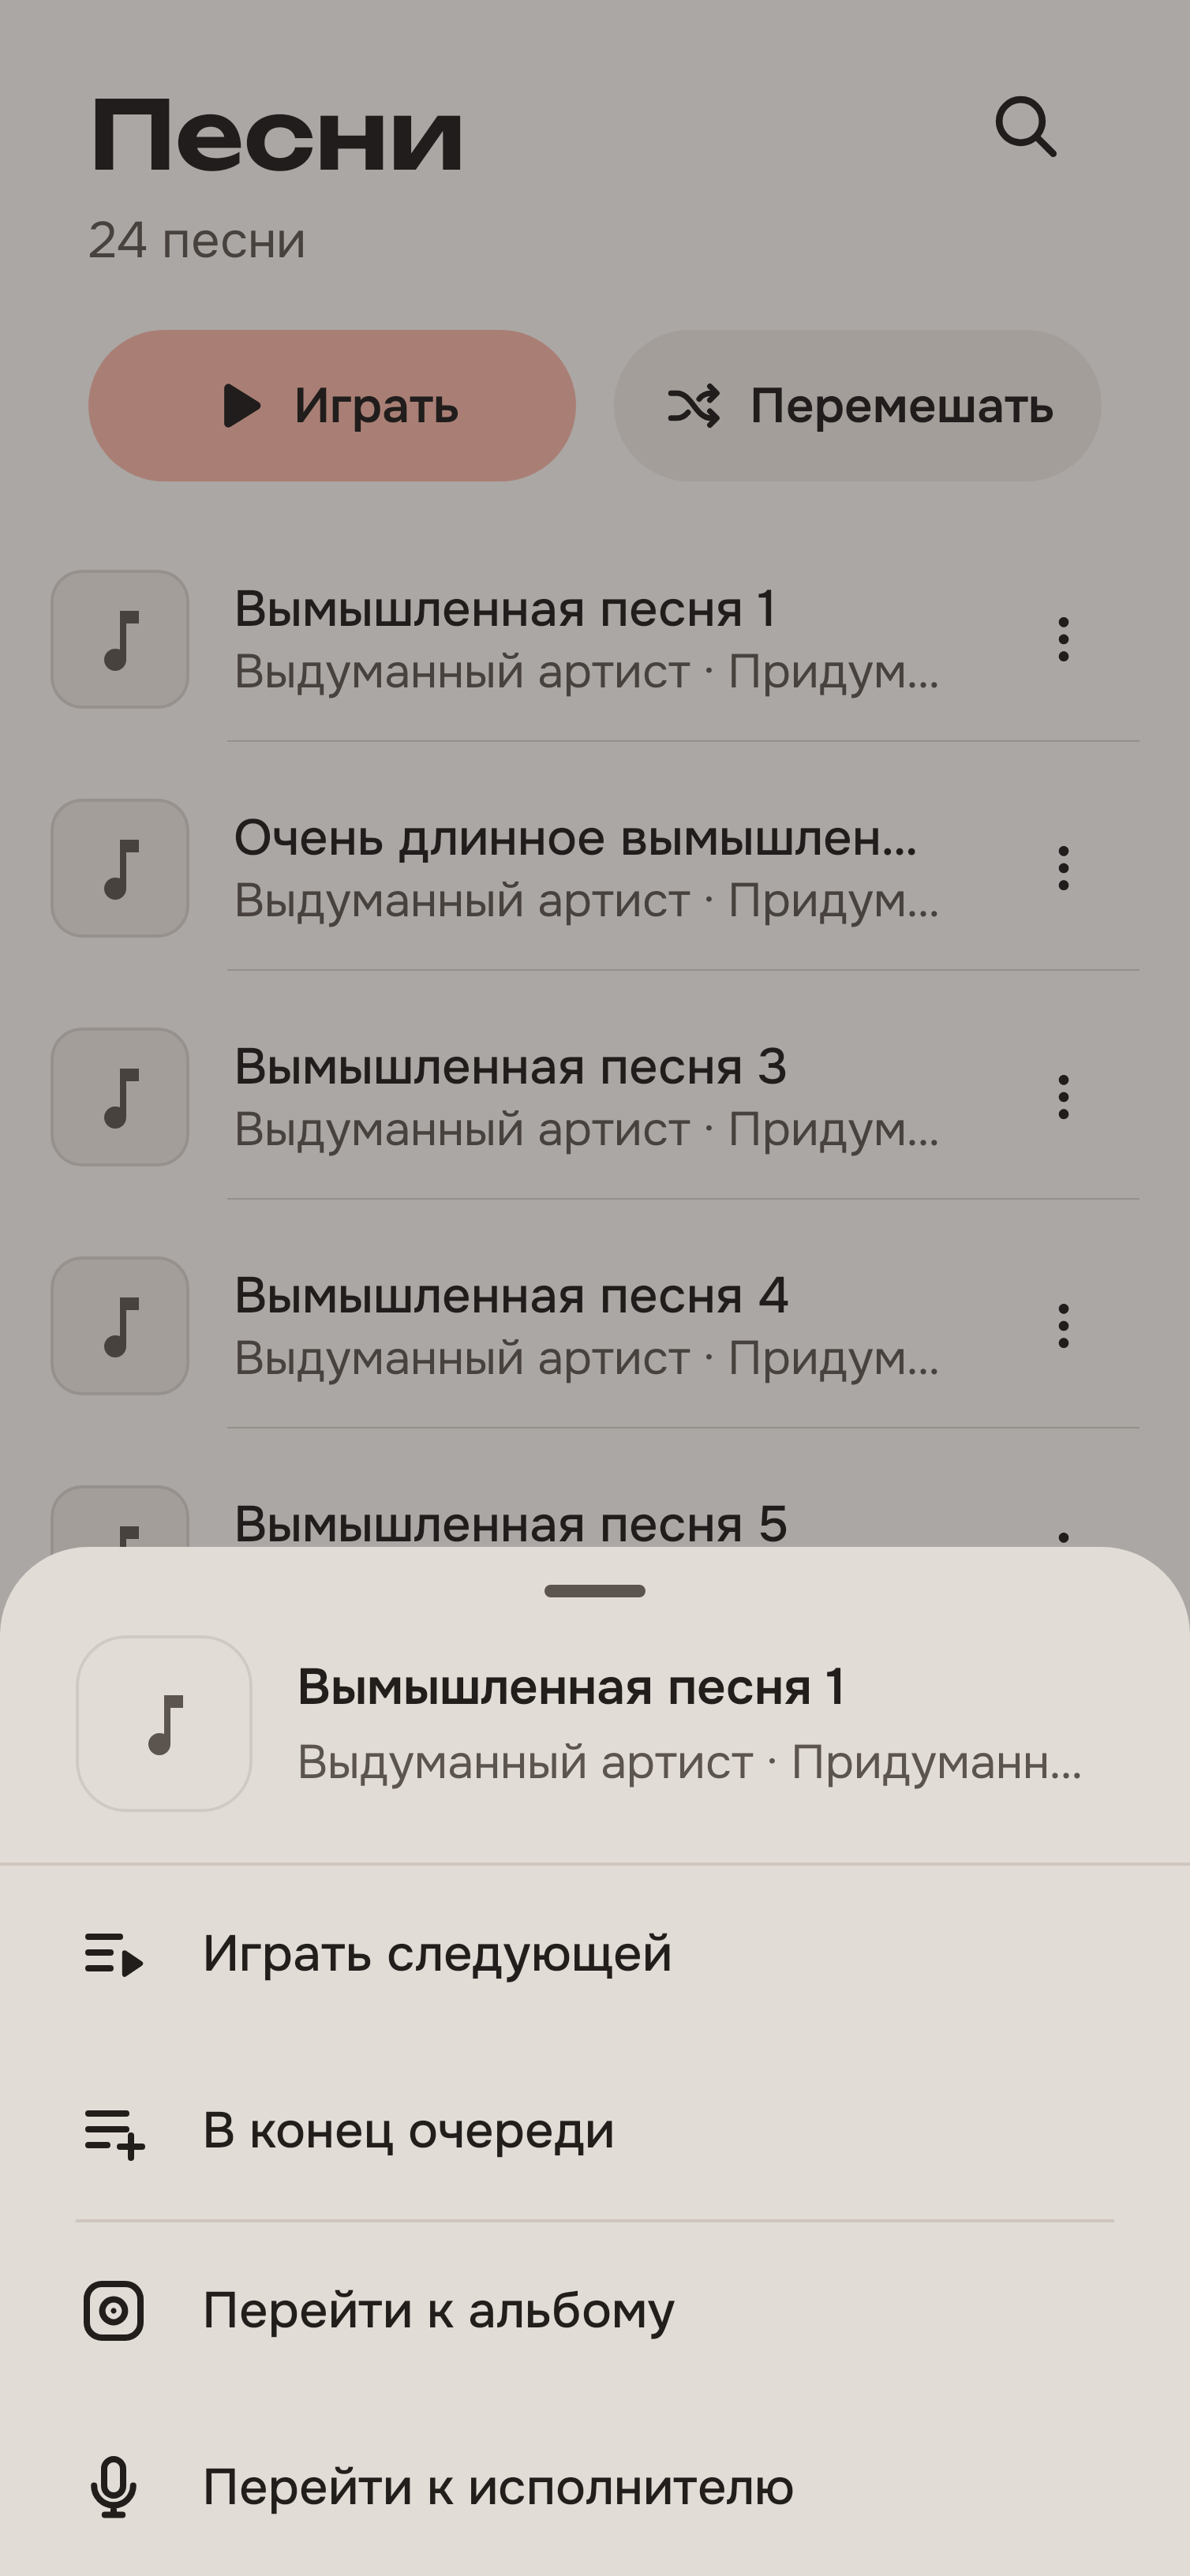 Песни
24 песни
Играть
Перемешать
Вымышленная песня 1
Выдуманный артист · Придум...
Очень длинное вымышлен...
Выдуманный артист · Придум...
Вымышленная песня 3
Выдуманный артист · Придум...
Вымышленная песня 4
Выдуманный артист · Придум...
Вымышленная песня 5
Вымышленная песня 1
Выдуманный артист · Придуманн...
Играть следующей
В конец очереди
Перейти к альбому
Перейти к исполнителю